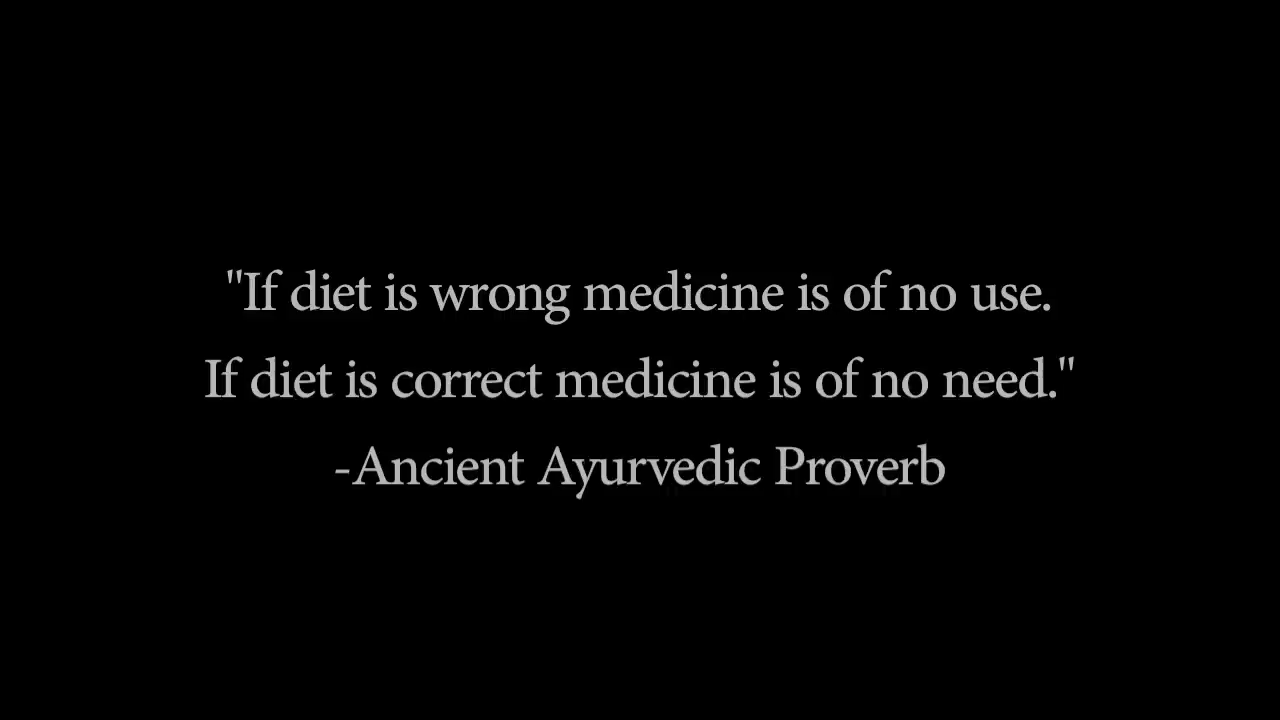 "If diet is wrong medicine is of no use.
If diet is correct medicine is of no need."
-Ancient Ayurvedic Proverb